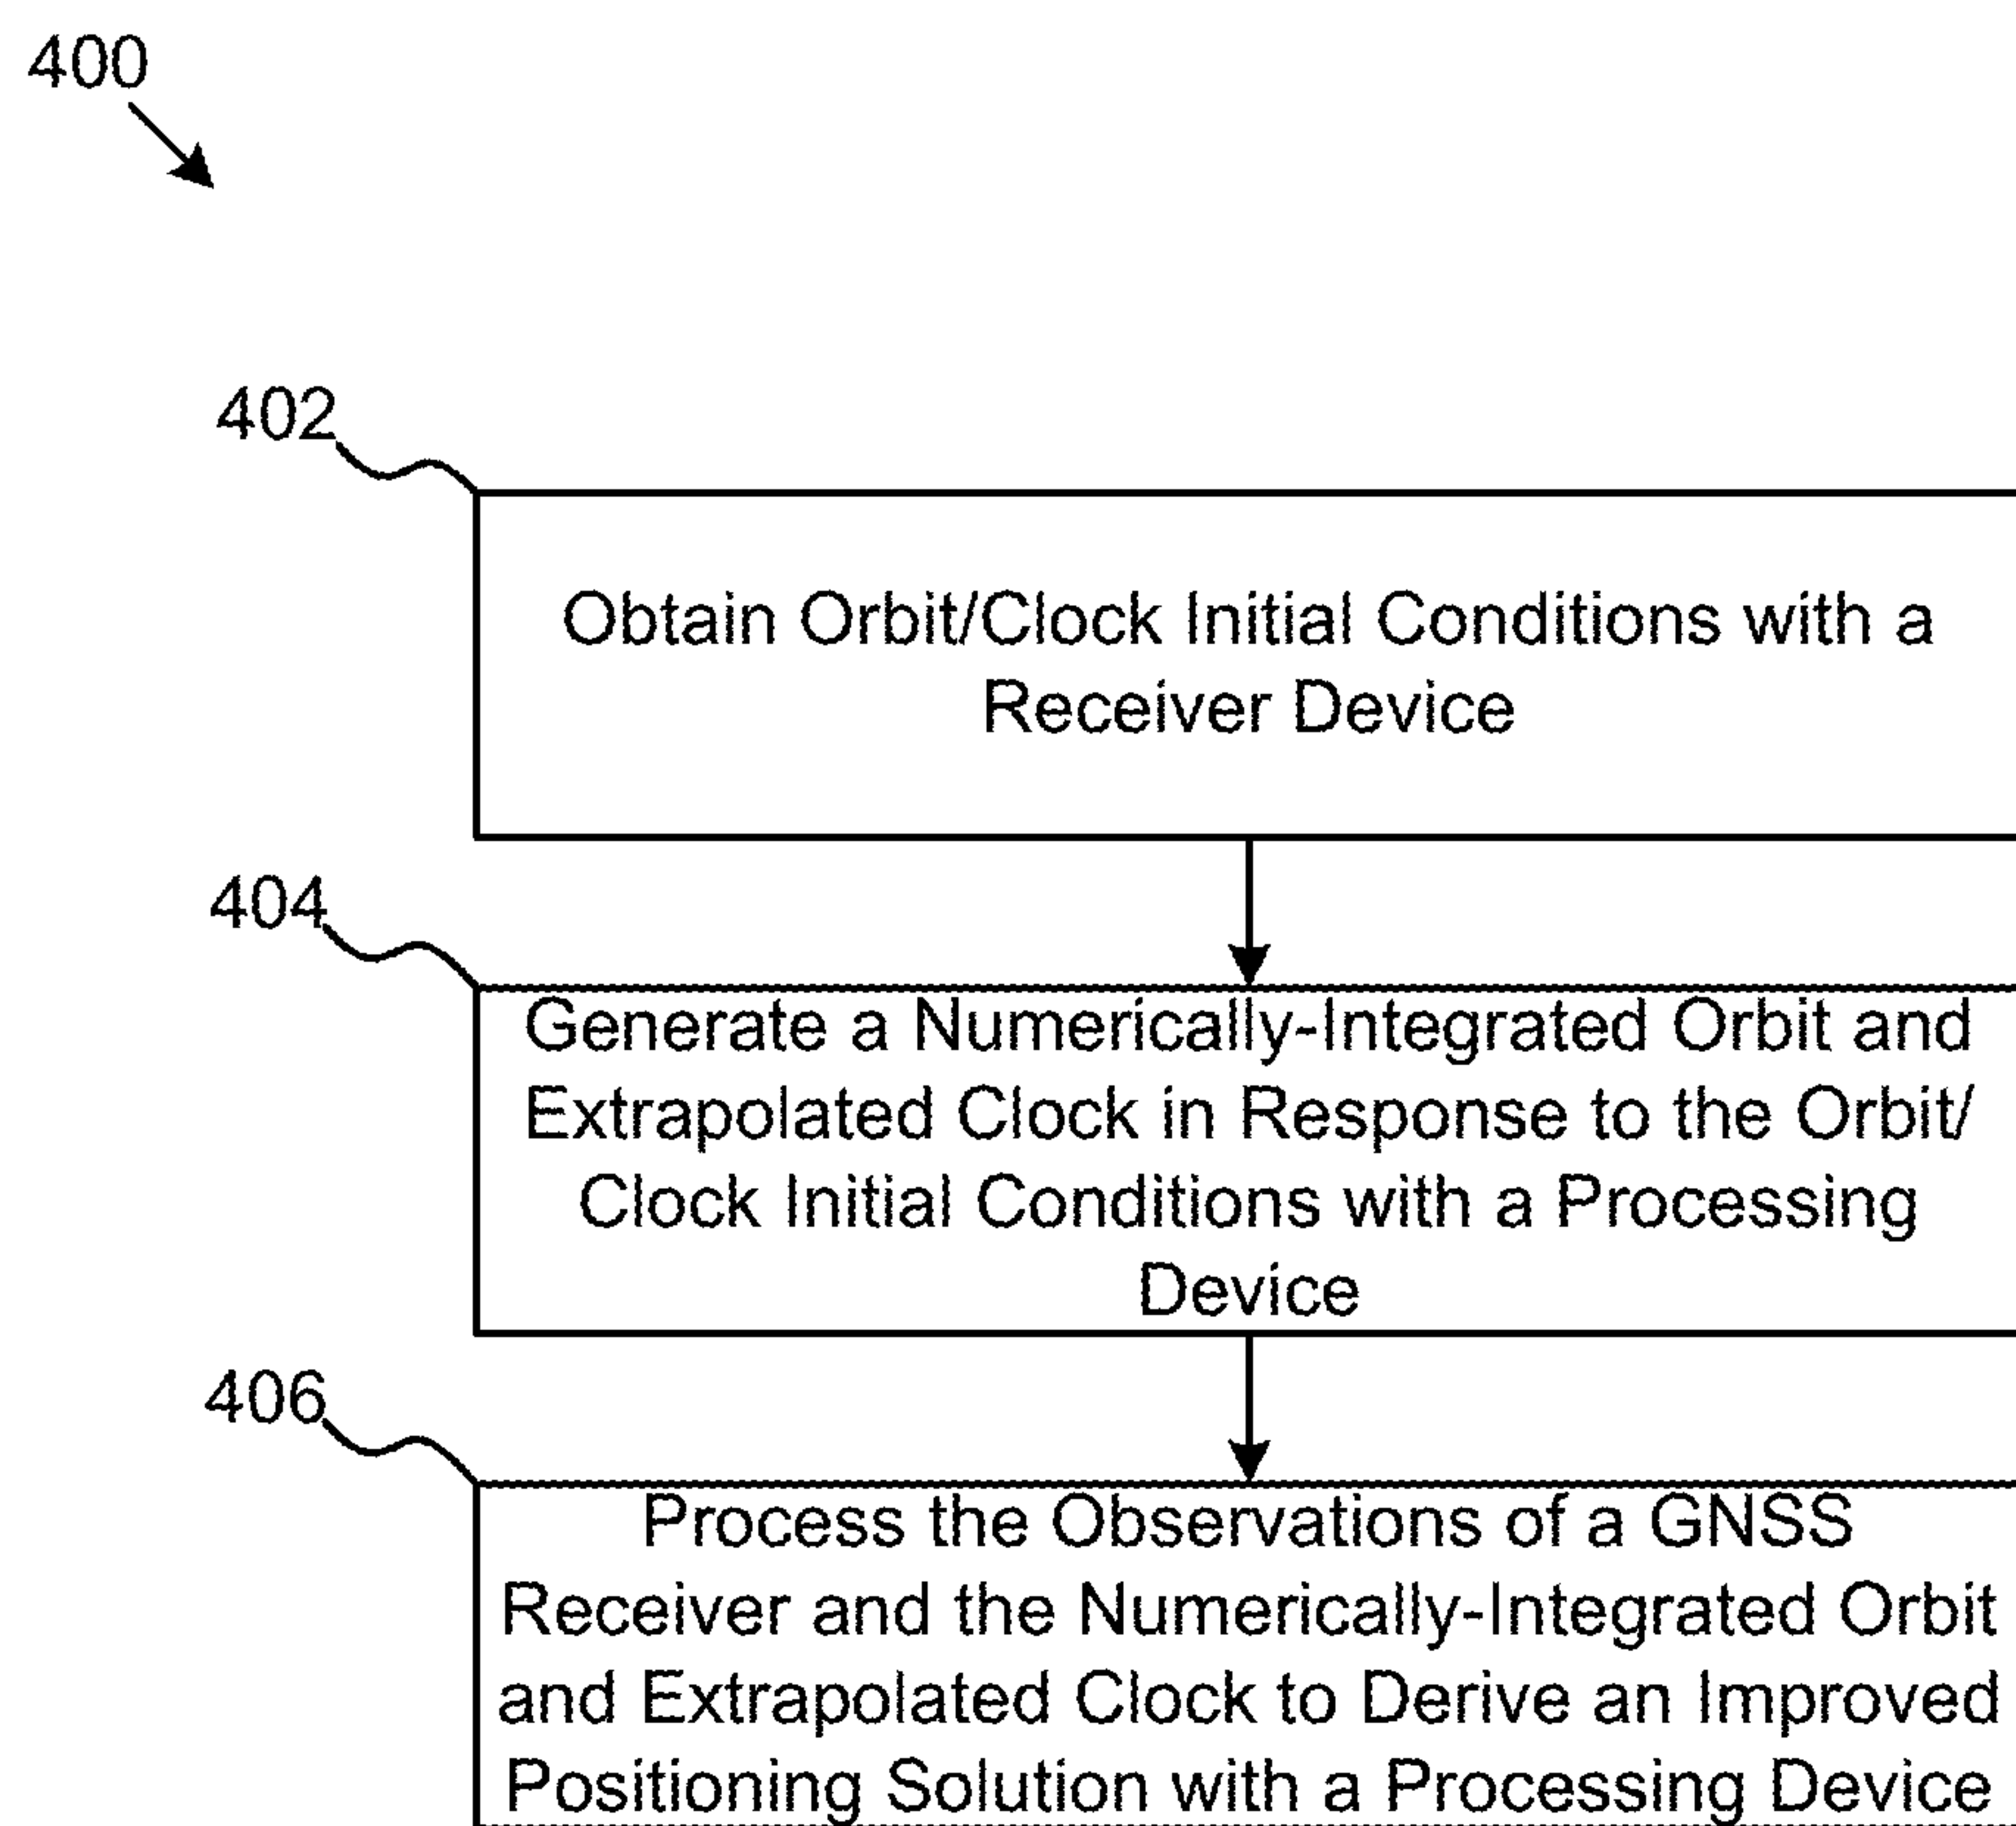 400
402
Obtain Orbit/Clock Initial Conditions with a
Receiver Device
404
Generate a Numerically-Integrated Orbit and
Extrapolated Clock in Response to the Orbit/
Clock Initial Conditions with a Processing
Device
406
Process the Observations of a GNSS
Receiver and the Numerically-Integrated Orbit
and Extrapolated Clock to Derive an Improved
Positioning Solution with a Processing Device